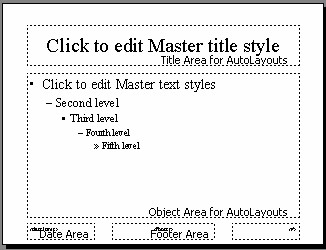 Click to edit Master title style
Title Area for AutoLayouts
• Click to edit Master text styles
– Second level
• Third level
– Fourth level
» Fifth level
Object Area for AutoLayouts
Date Area
Footer Area